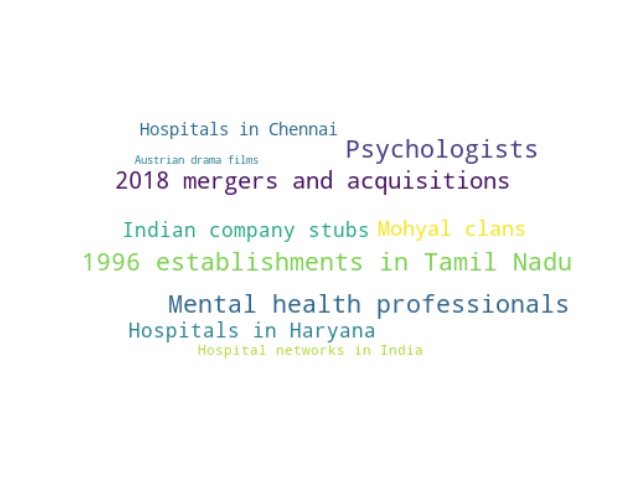 Hospitals in Chennai
Psychologists
Austrian drama films
2018 mergers and acquisitions
Indian company stubs
Mohyal clans
1996 establishments in Tamil Nadu
Mental health professionals
Hospitals in Haryana
Hospital networks in India